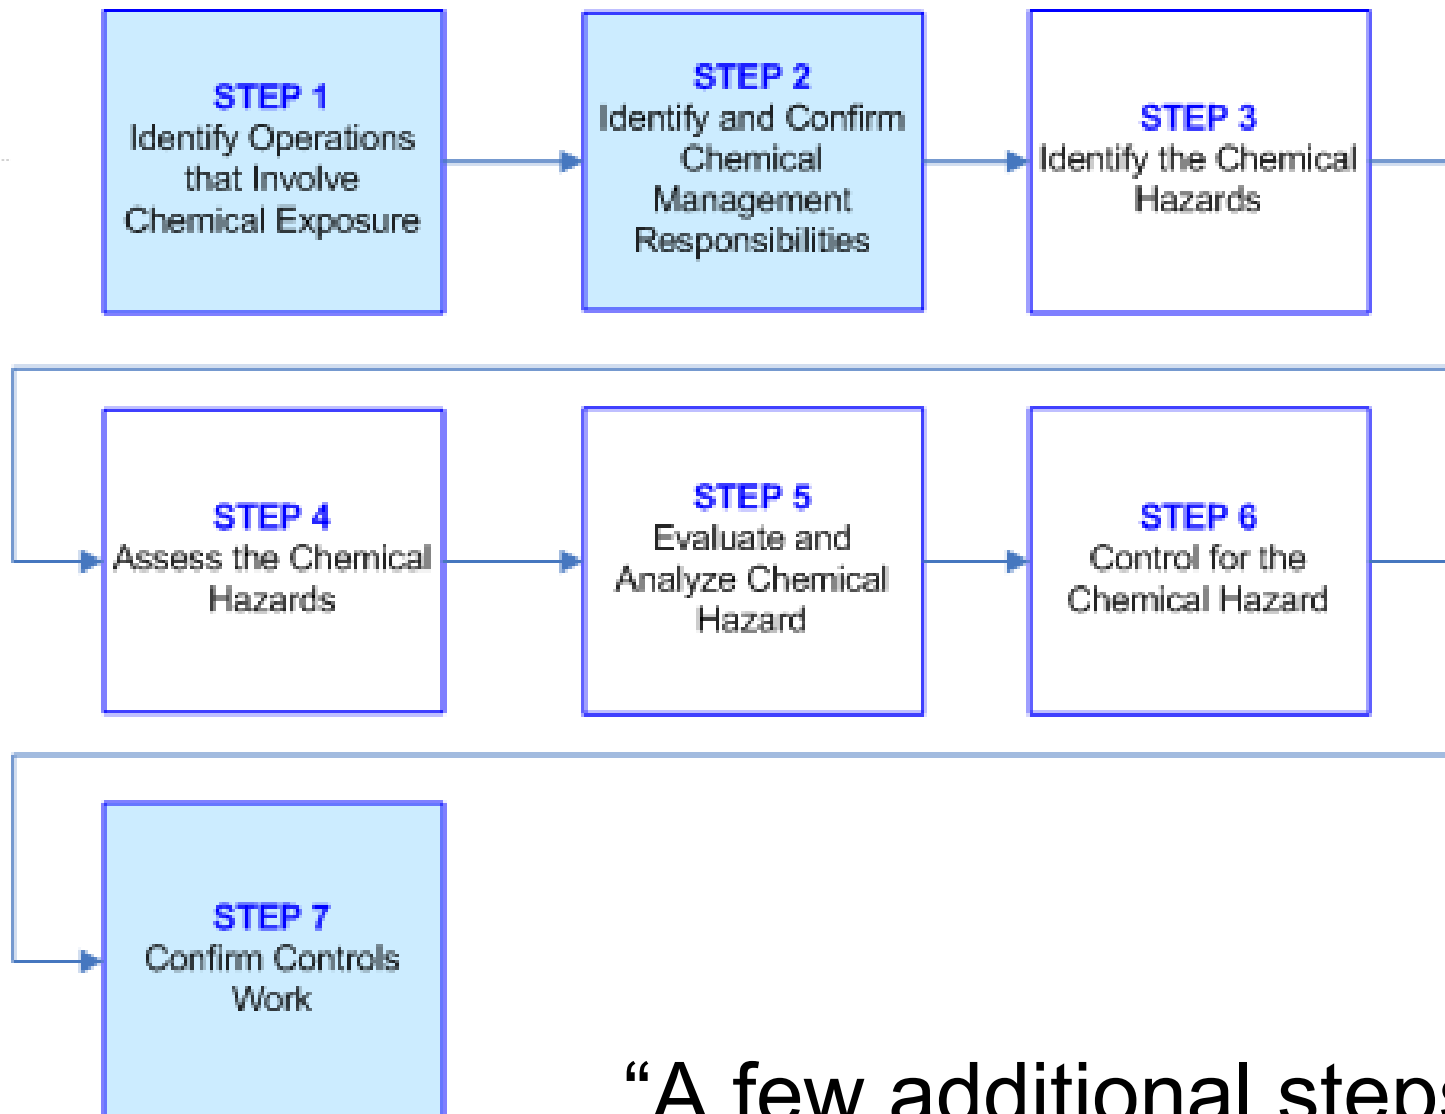 STEP 1
Identify Operations
that Involve
Chemical Exposure
STEP 2
Identify and Confirm
Chemical
Management
Responsibilities
STEP 3
Identify the Chemical
Hazards
STEP 4
Assess the Chemical
Hazards
STEP 5
Evaluate and
Analyze Chemical
Hazard
STEP 6
Control for the
Chemical Hazard
STEP 7
Confirm Controls
Work
“A few additional steps